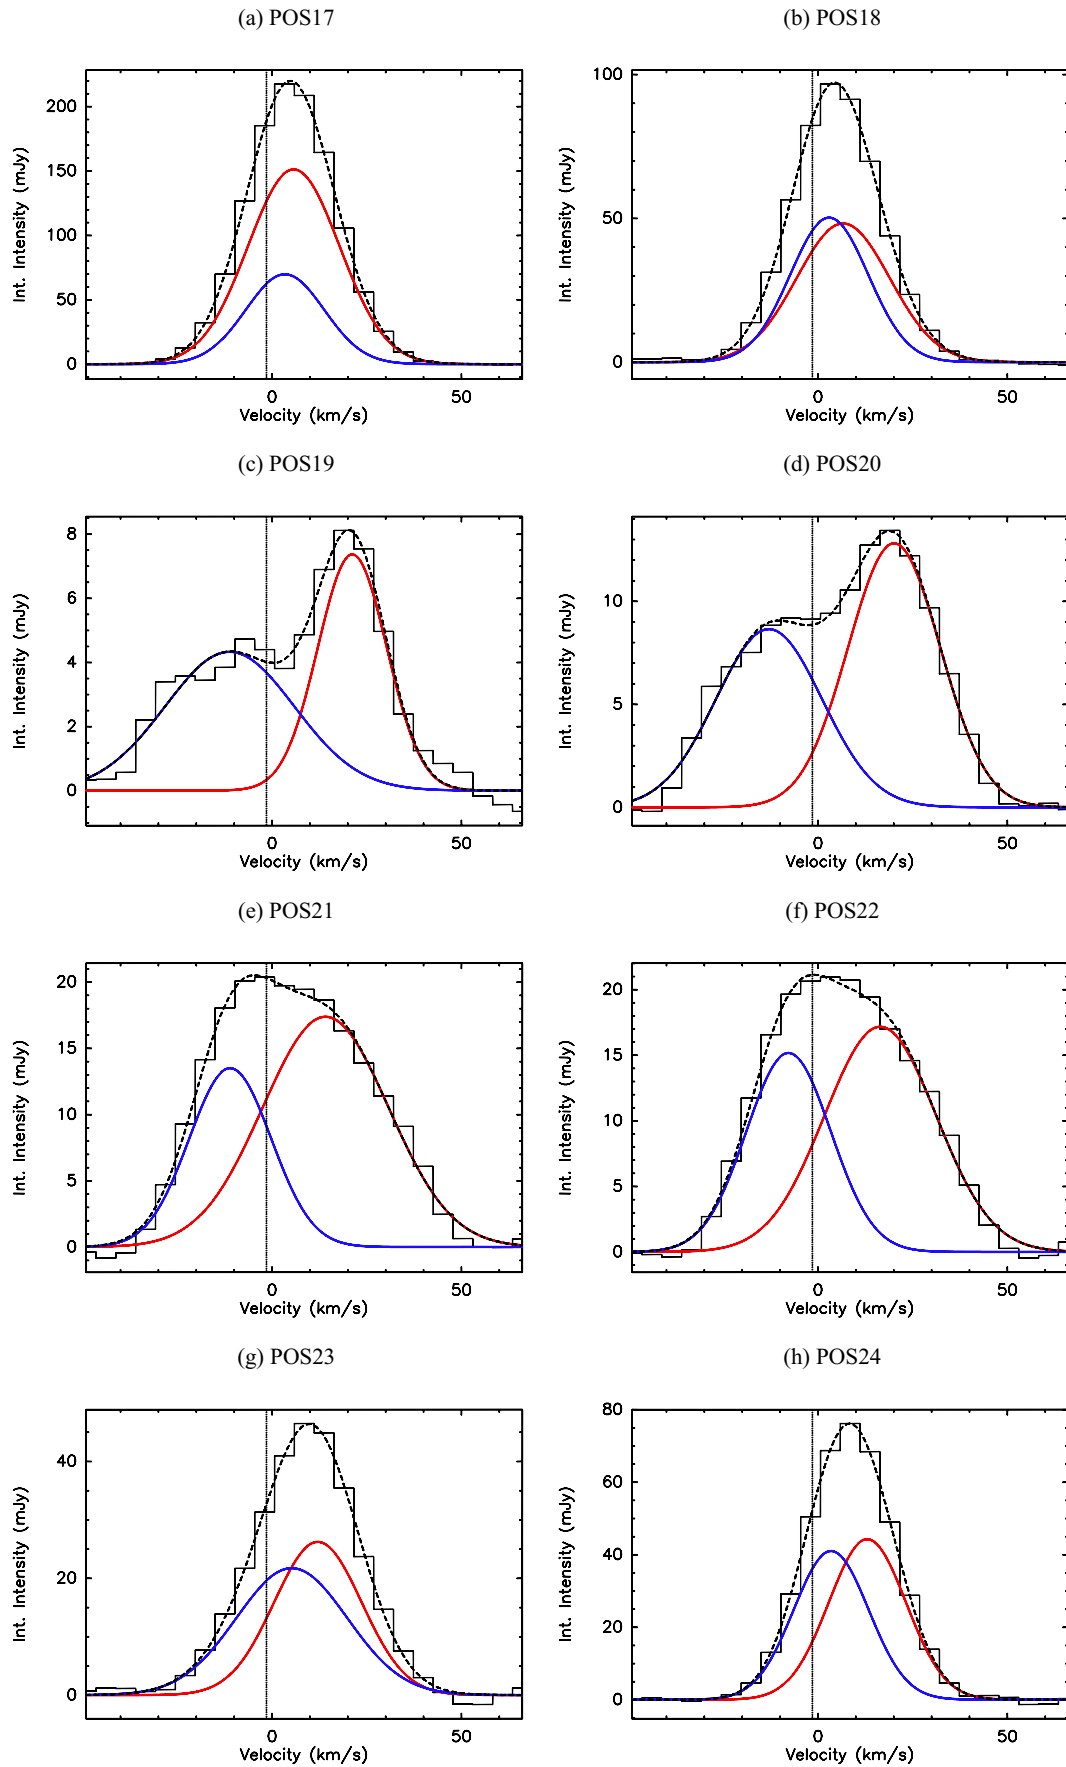 (a) POS17
(b) POS18
200
150
100
50
0
Int. Intensity (mJy)
0
50
Velocity (km/s)
100
50
0
Int. Intensity (mJy)
0
50
Velocity (km/s)
(c) POS19
(d) POS20
8
6
4
2
0
Int. Intensity (mJy)
0
50
Velocity (km/s)
10
5
0
Int. Intensity (mJy)
0
50
Velocity (km/s)
(e) POS21
(f) POS22
20
15
10
5
0
Int. Intensity (mJy)
0
50
Velocity (km/s)
20
15
10
5
0
Int. Intensity (mJy)
0
50
Velocity (km/s)
(g) POS23
(h) POS24
40
20
0
Int. Intensity (mJy)
0
50
Velocity (km/s)
80
60
40
20
0
Int. Intensity (mJy)
0
50
Velocity (km/s)